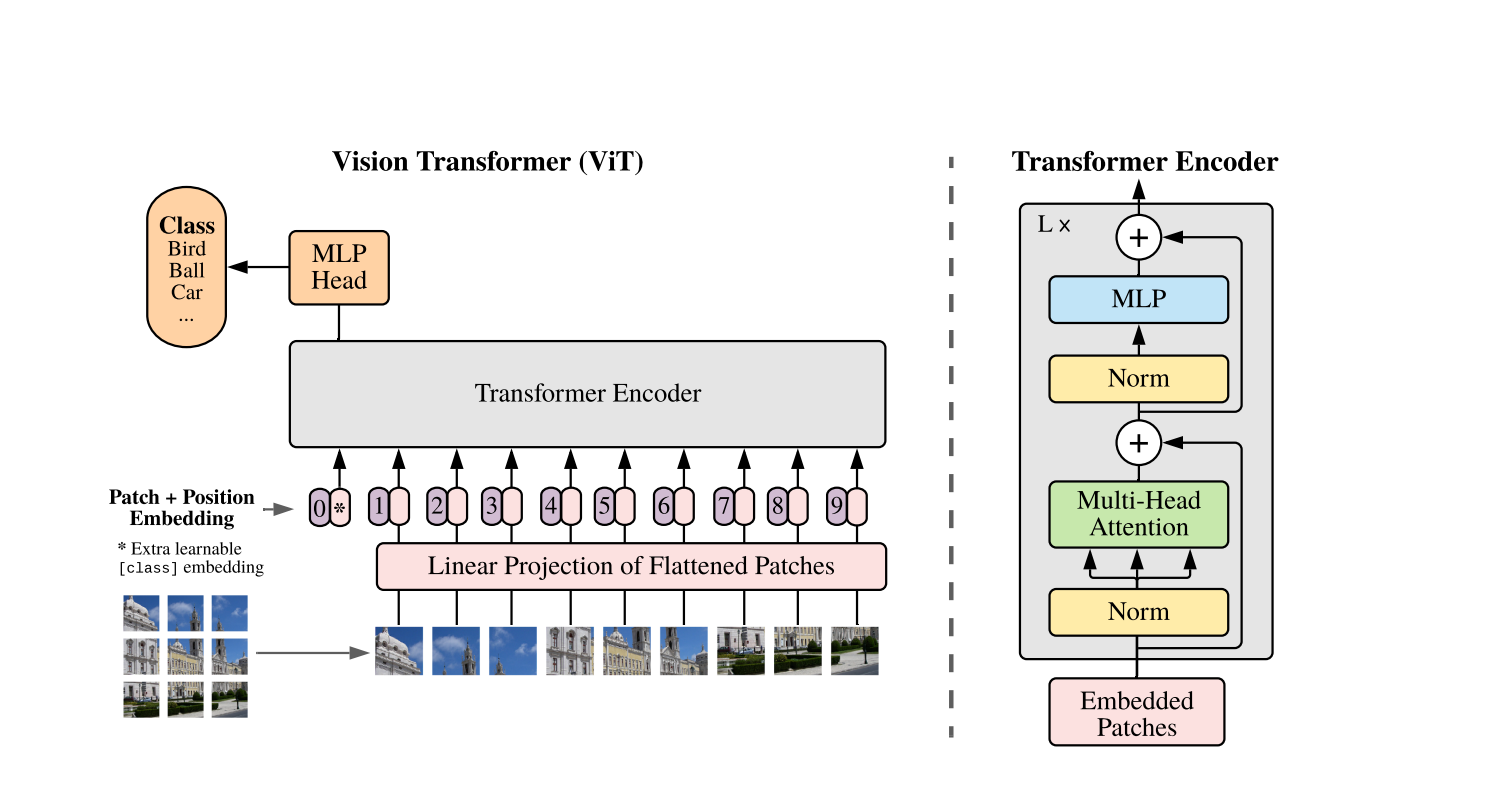 Vision Transformer (ViT)
Class
Bird
Ball
Car
...
MLP
Head
Transformer Encoder
Patch + Position
Embedding
0 * 1 2 3 4 5 6 7 8 9
* Extra learnable
[class] embedding
Linear Projection of Flattened Patches
Transformer Encoder
L ×
+
MLP
Norm
+
Multi-Head
Attention
Norm
Embedded
Patches